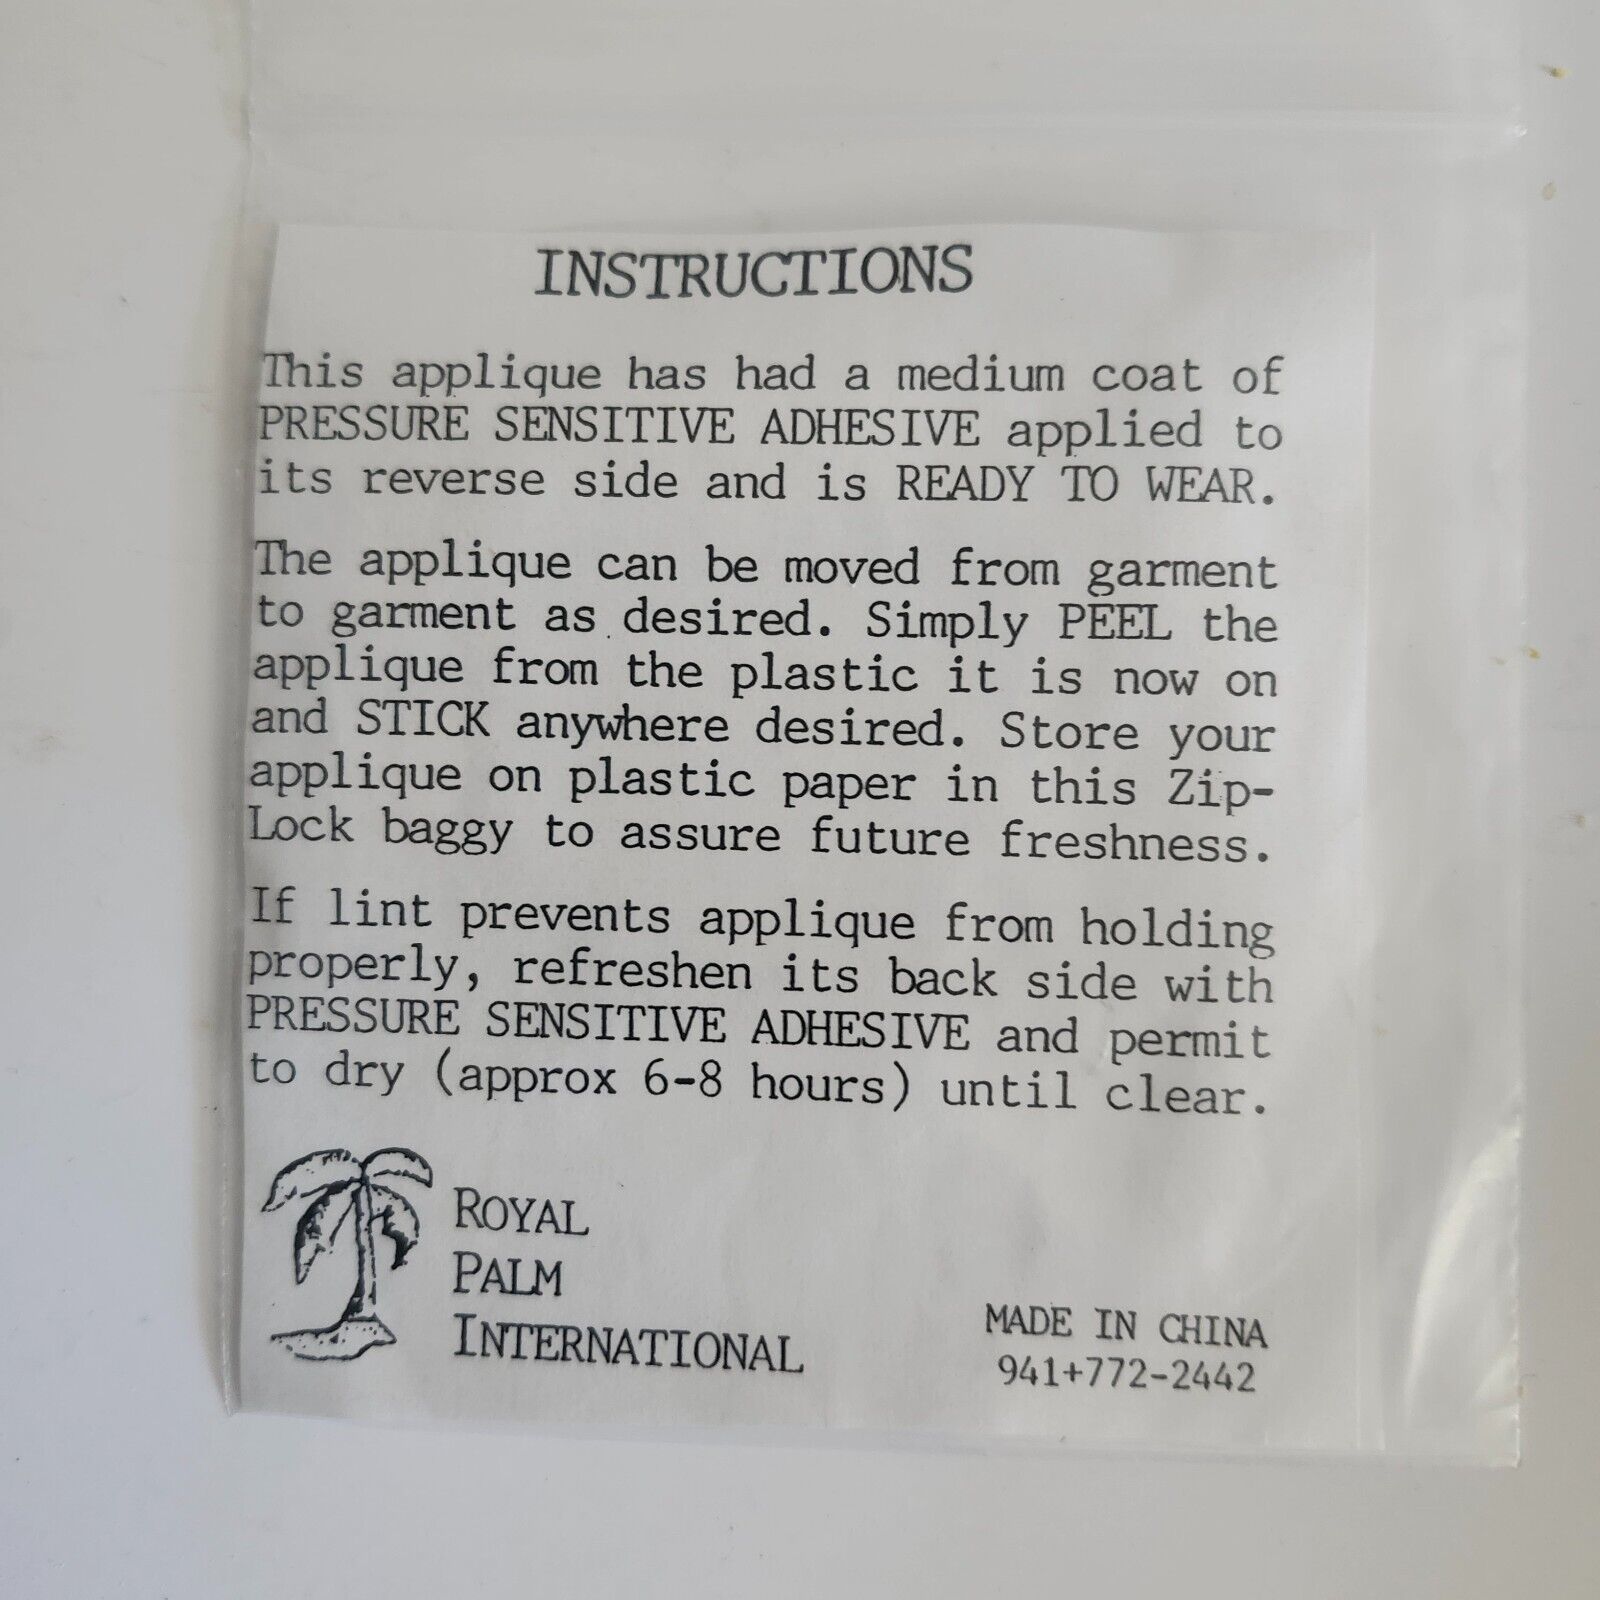 INSTRUCTIONS
This applique has had a medium coat of
PRESSURE SENSITIVE ADHESIVE applied to
its reverse side and is READY TO WEAR.
The applique can be moved from garment
to garment as desired. Simply PEEL the
applique from the plastic it is now on
and STICK anywhere desired. Store your
applique on plastic paper in this Zip-
Lock baggy to assure future freshness.
If lint prevents applique from holding
properly, refreshen its back side with
PRESSURE SENSITIVE ADHESIVE and permit
to dry (approx 6-8 hours) until clear.
ROYAL
PALM
INTERNATIONAL
MADE IN CHINA
941+772-2442